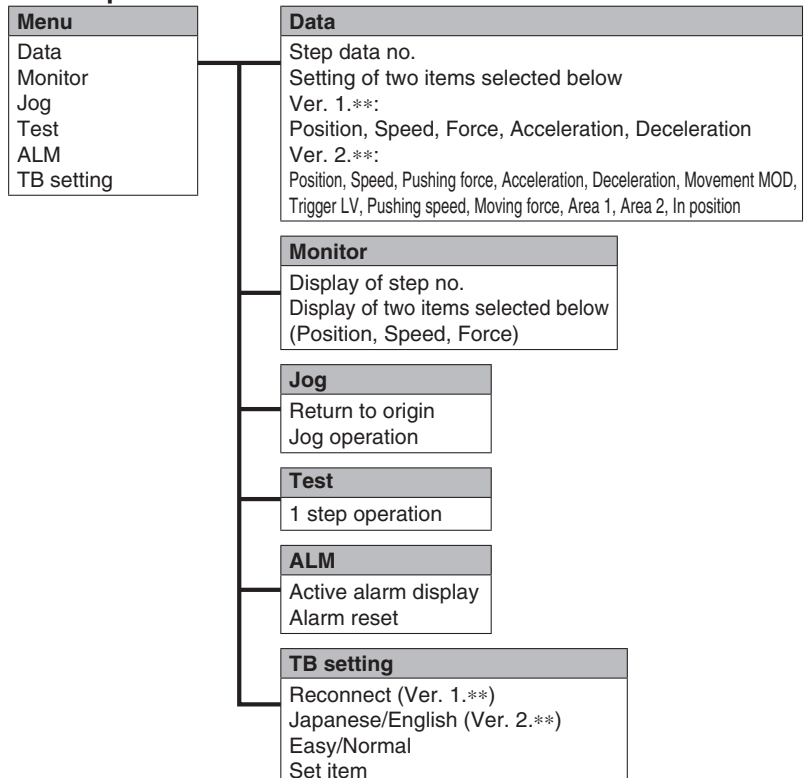 Menu
Data
Monitor
Jog
Test
ALM
TB setting
Data
Step data no.
Setting of two items selected below
Ver. 1.**:
Position, Speed, Force, Acceleration, Deceleration
Ver. 2.**:
Position, Speed, Pushing force, Acceleration, Deceleration, Movement MOD,
Trigger LV, Pushing speed, Moving force, Area 1, Area 2, In position
Monitor
Display of step no.
Display of two items selected below
(Position, Speed, Force)
Jog
Return to origin
Jog operation
Test
1 step operation
ALM
Active alarm display
Alarm reset
TB setting
Reconnect (Ver. 1.**)
Japanese/English (Ver. 2.**)
Easy/Normal
Set item